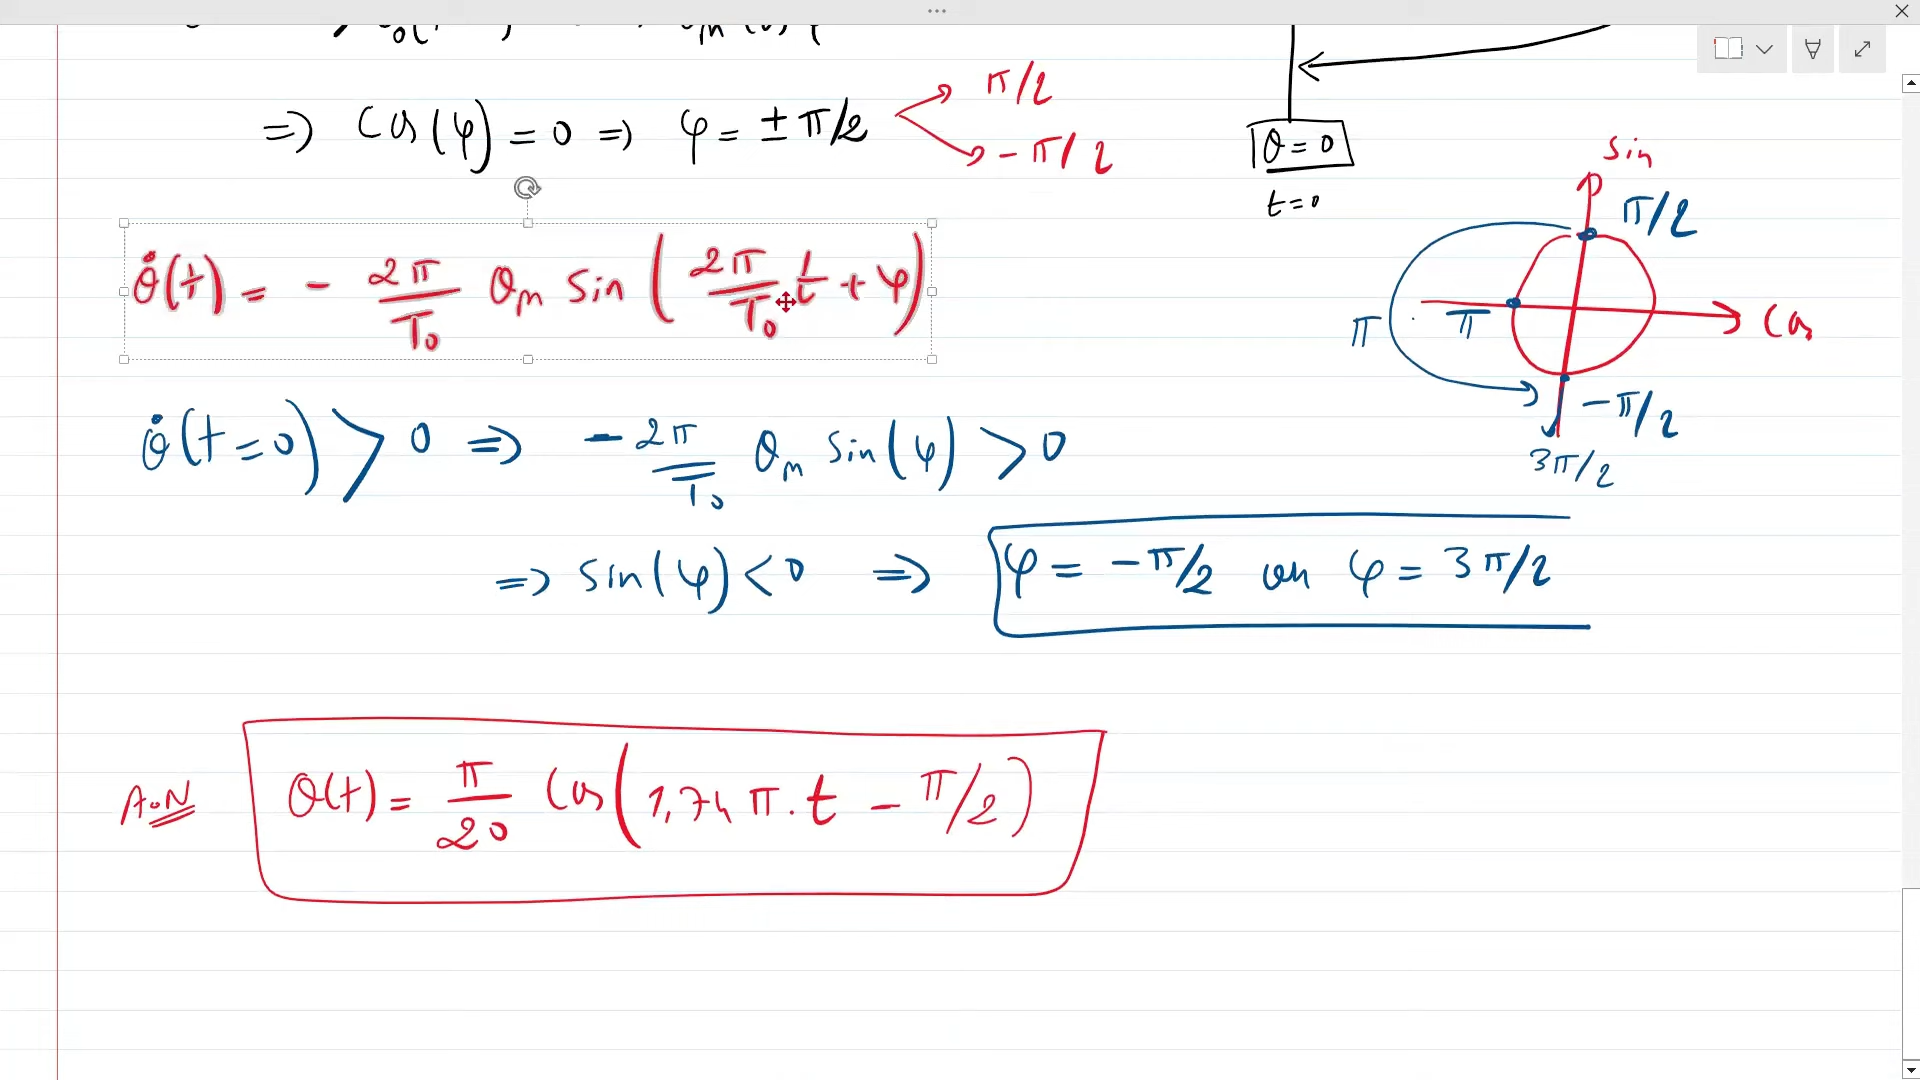 => Cos(φ) = 0 => φ = ± π/2
π/2
- π/2
θ = 0
t = 0
sin
π/2
π
π
Cos
- π/2
3π/2
θ̇(t) = - 2π/T₀ θm sin(2π/T₀ t + φ)
θ̇(t=0) > 0 => - 2π/T₀ θm sin(φ) > 0
=> sin(φ) < 0 => φ = - π/2 ou φ = 3π/2
A.N θ(t) = π/20 Cos(1,74 π . t - π/2)